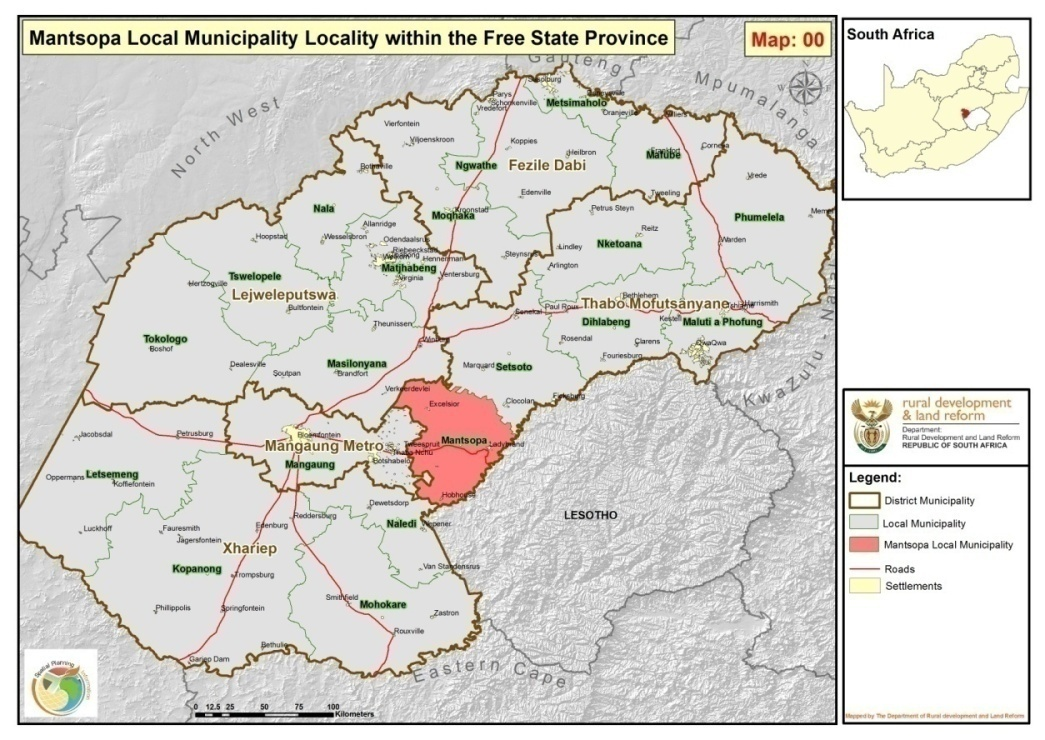 Mantsopa Local Municipality Locality within the Free State Province
Map: 00
South Africa
Gauteng
Mpumalanga
North West
Parys
Schonkenville
Vredefort
Metsimaholo
Oranjeville
Villiers
Vierfontein
Viljoenskroon
Koppies
Heilbron
Frankfort
Mafube
Cornelia
Bothaville
Ngwathe
Fezile Dabi
Vrede
Edenville
Tweeling
Nala
Moqhaka
Kroonstad
Petrus Steyn
Phumelela
Memel
Allanridge
Reitz
Hoopstad
Wesselsbron
Odendaalsrus
Nketoana
Warden
Riebeeckstad
Lindley
Hennenman
Steynsrus
Matjhabeng
Arlington
Tswelopele
Virginia
Ventersburg
Hertzogville
Lejweleputswa
Bultfontein
Bethlehem
Thabo Mofutsanyane
Harrismith
Paul Roux
Senekal
Kestell
Theunissen
Dihlabeng
Maluti a Phofung
Tokologo
Boshof
Winburg
Rosendal
Clarens
QwaQwa
Fouriesburg
Dealesville
Masilonyana
Marquard
Setsoto
Soutpan
Brandfort
Verkeerdevlei
Excelsior
Clocolan
Ficksburg
KwaZulu - Natal
Jacobsdal
Petrusburg
Bloemfontein
Mangaung Metro
Tweespruit
Mantsopa
Ladybrand
Thaba Nchu
Mangaung
Botshabelo
Letsemeng
Oppermans
Koffiefontein
Hobhouse
Dewetsdorp
LESOTHO
Reddersburg
Luckhoff
Fauresmith
Edenburg
Naledi
Wepener
Jagersfontein
Xhariep
Kopanong
Trompsburg
Van Standensrus
Smithfield
Mohokare
Phillippolis
Springfontein
Zastron
Rouxville
Bethulie
Gariep Dam
Eastern Cape
Spatial Planning
Information
0 12.5 25 50 75 100
Kilometers
rural development
& land reform
Department:
Rural Development and Land Reform
REPUBLIC OF SOUTH AFRICA
Legend:
District Municipality
Local Municipality
Mantsopa Local Municipality
Roads
Settlements
Mapped by The Department of Rural development and Land Reform